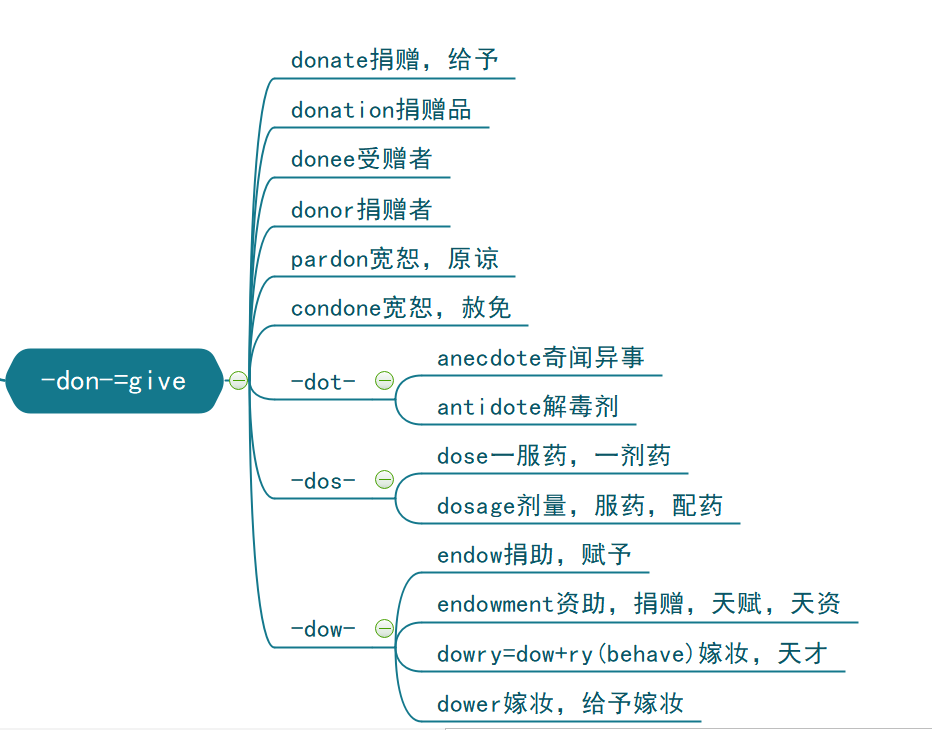 donate捐赠，给予
donation捐赠品
donee受赠者
donor捐赠者
pardon宽恕，原谅
condone宽恕，赦免
-don-=give
-dot-
anecdote奇闻异事
antidote解毒剂
-dos-
dose一服药，一剂药
dosage剂量，服药，配药
-dow-
endow捐助，赋予
endowment资助，捐赠，天赋，天资
dowry=dow+ry(behave)嫁妆，天才
dower嫁妆，给予嫁妆